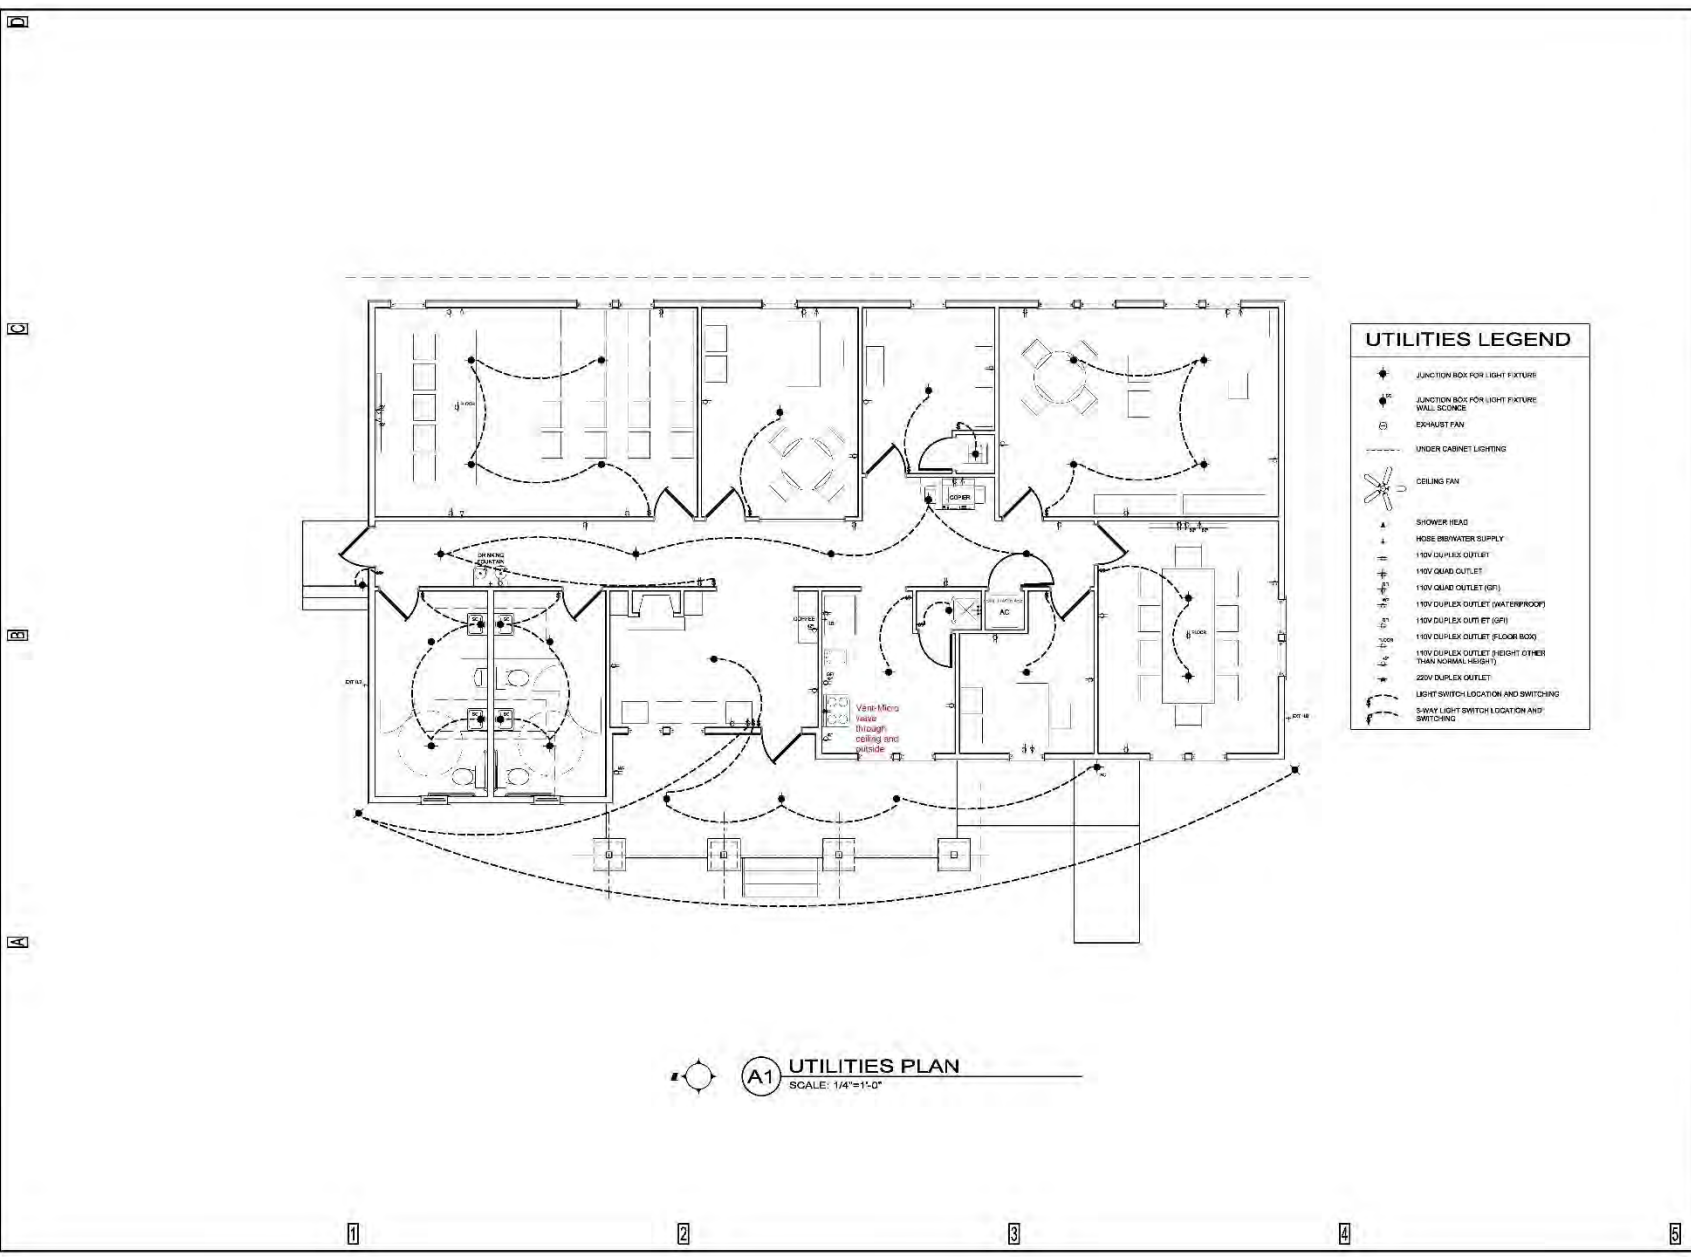 D
C
B
A
UTILITIES LEGEND
JUNCTION BOX FOR LIGHT FIXTURE
JUNCTION BOX FOR LIGHT FIXTURE
WALL SCONCE
EXHAUST FAN
UNDER CABINET LIGHTING
CEILING FAN
SHOWER HEAD
HOSE BIB/WATER SUPPLY
110V DUPLEX OUTLET
110V QUAD OUTLET
110V QUAD OUTLET (GFI)
110V DUPLEX OUTLET (WATERPROOF)
110V DUPLEX OUTLET (GFI)
110V DUPLEX OUTLET (FLOOR BOX)
110V DUPLEX OUTLET (HEIGHT OTHER
THAN NORMAL HEIGHT)
220V DUPLEX OUTLET
LIGHT SWITCH LOCATION AND SWITCHING
3-WAY LIGHT SWITCH LOCATION AND
SWITCHING
FLOOR
COPIER
DRINKING
FOUNTAIN
COFFEE
AC
FLOOR
Vent-Micro
wave
through
ceiling and
outside
A1
UTILITIES PLAN
SCALE: 1/4"=1'-0"
1
2
3
4
5